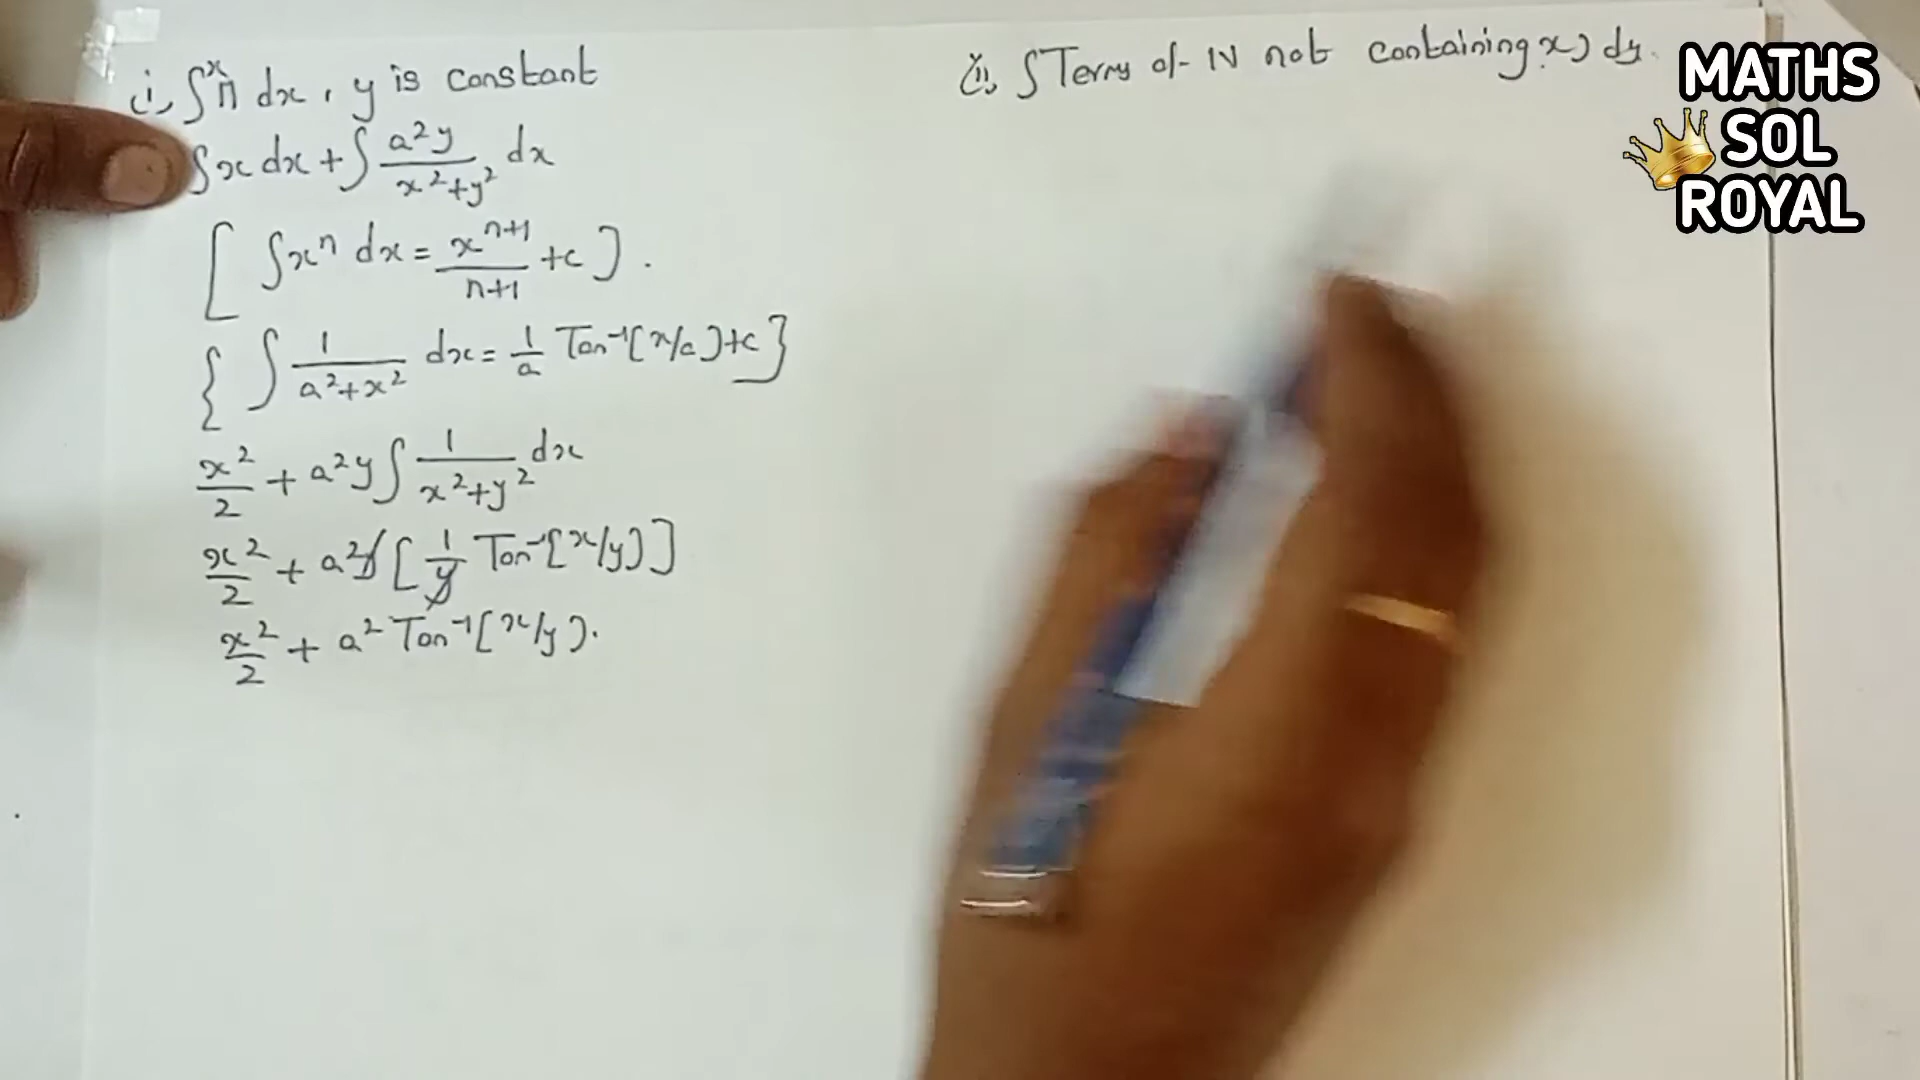 (i) ∫ˣM dx, y is constant
∫x dx + ∫ a²y/(x²+y²) dx
[ ∫xⁿ dx = xⁿ⁺¹/(n+1) + c ].
{ ∫ 1/(a²+x²) dx = 1/a Tan⁻¹(x/a)+c }
x²/2 + a²y ∫ 1/(x²+y²) dx
x²/2 + a²y [ 1/y Tan⁻¹(x/y) ]
x²/2 + a² Tan⁻¹(x/y).
(ii) ∫(Terms of N not containing x) dy.
MATHS
SOL
ROYAL